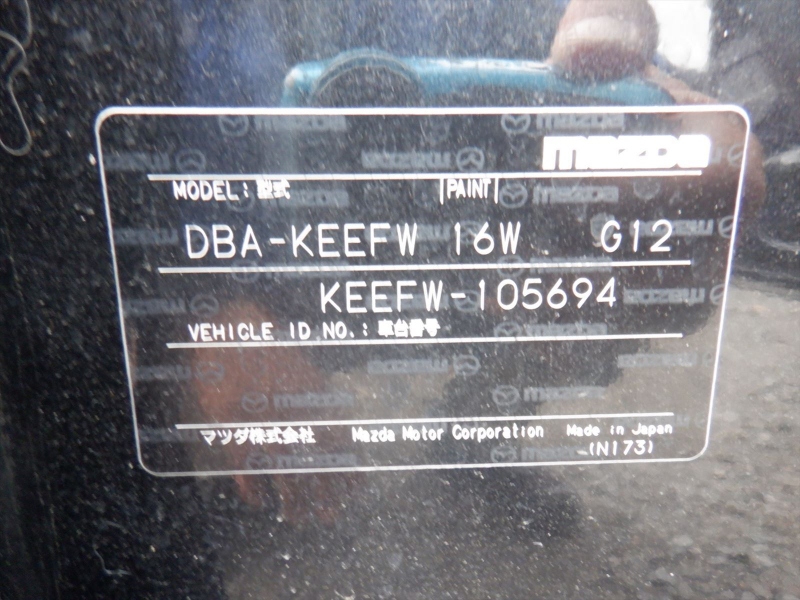 mazda
MODEL: 型式 |PAINT|
DBA-KEEFW 16W G12
KEEFW-105694
VEHICLE ID NO.: 車台番号
マツダ株式会社 Mazda Motor Corporation Made in Japan
(N173)